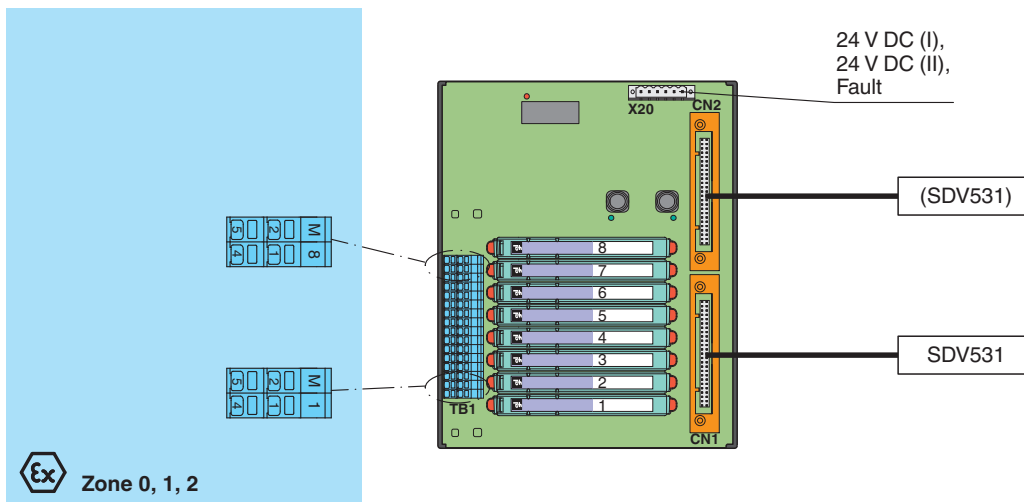 24 V DC (I),
24 V DC (II),
Fault
X20
CN2
(SDV531)
5 2 M
4 1 8
8
7
6
5
4
3
2
1
SDV531
5 2 M
4 1 1
TB1
CN1
Ex
Zone 0, 1, 2